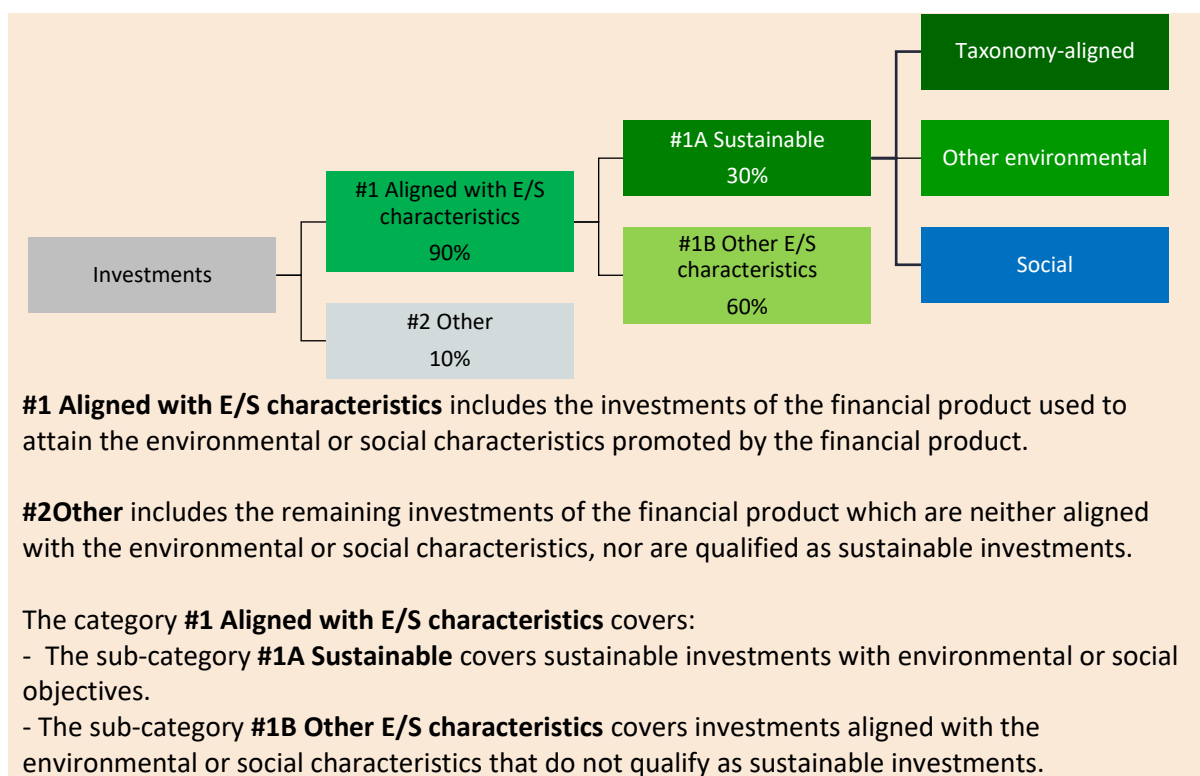 Taxonomy-aligned
#1A Sustainable
30%
Other environmental
#1 Aligned with E/S
characteristics
90%
#1B Other E/S
characteristics
60%
Investments
Social
#2 Other
10%
#1 Aligned with E/S characteristics includes the investments of the financial product used to
attain the environmental or social characteristics promoted by the financial product.
#2Other includes the remaining investments of the financial product which are neither aligned
with the environmental or social characteristics, nor are qualified as sustainable investments.
The category #1 Aligned with E/S characteristics covers:
- The sub-category #1A Sustainable covers sustainable investments with environmental or social
objectives.
- The sub-category #1B Other E/S characteristics covers investments aligned with the
environmental or social characteristics that do not qualify as sustainable investments.